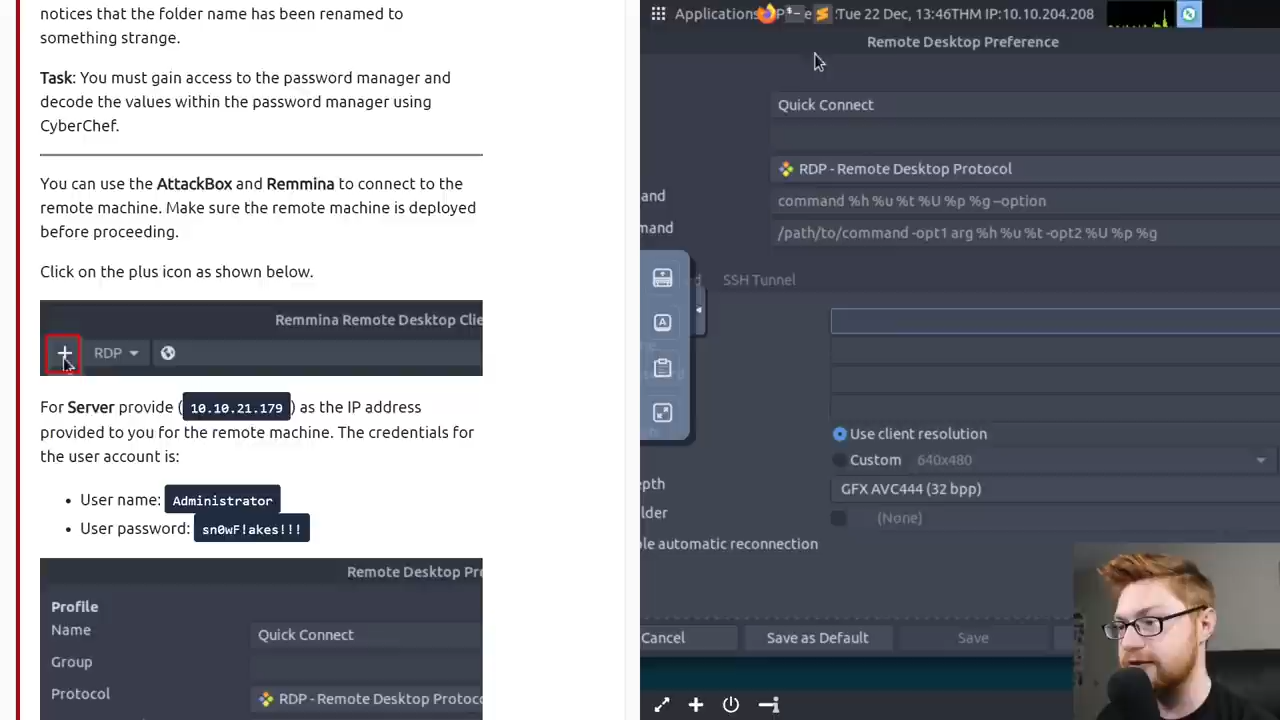 notices that the folder name has been renamed to
something strange.
Task: You must gain access to the password manager and
decode the values within the password manager using
CyberChef.
You can use the AttackBox and Remmina to connect to the
remote machine. Make sure the remote machine is deployed
before proceeding.
Click on the plus icon as shown below.
Remmina Remote Desktop Clie
RDP
For Server provide ( 10.10.21.179 ) as the IP address
provided to you for the remote machine. The credentials for
the user account is:
• User name: Administrator
• User password: sn0wF!akes!!!
Remote Desktop Pre
Profile
Name Quick Connect
Group
Protocol RDP - Remote Desktop Protoco
Applications Tue 22 Dec, 13:46 THM IP:10.10.204.208
Remote Desktop Preference
Quick Connect
RDP - Remote Desktop Protocol
and command %h %u %t %U %p %g --option
mand /path/to/command -opt1 arg %h %u %t -opt2 %U %p %g
SSH Tunnel
Use client resolution
Custom 640x480
epth GFX AVC444 (32 bpp)
lder (None)
le automatic reconnection
Cancel Save as Default Save